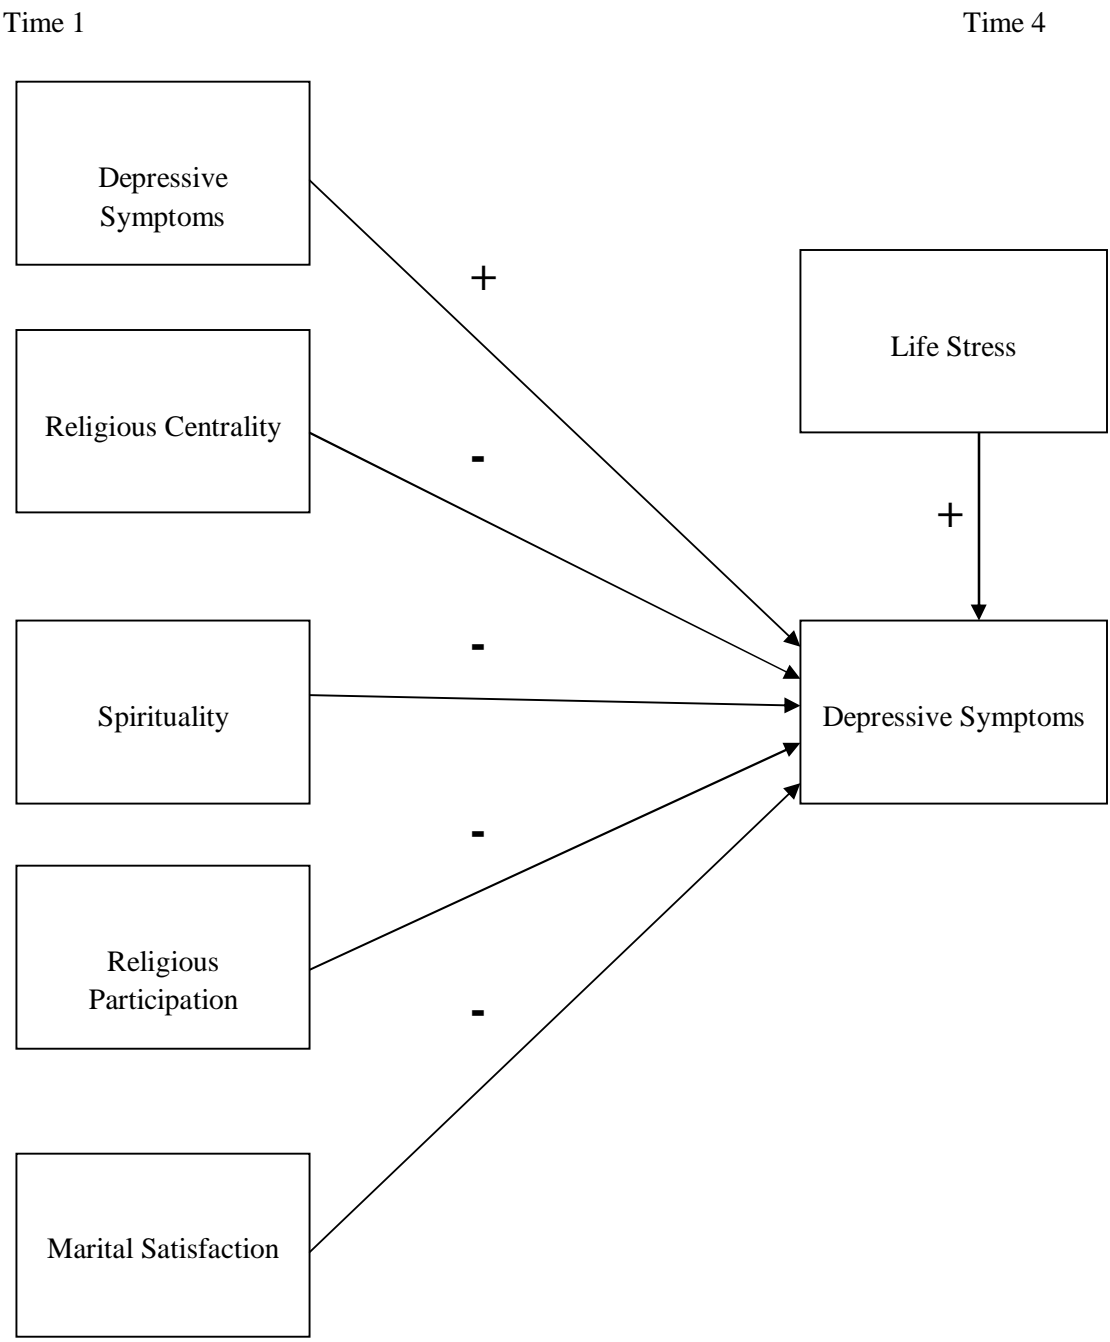 Time 1
Time 4
Depressive
Symptoms
+
Life Stress
Religious Centrality
-
+
-
Spirituality
Depressive Symptoms
-
Religious
Participation
-
Marital Satisfaction